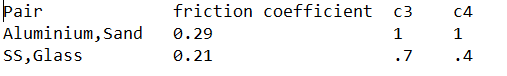 Pair friction coefficient c3 c4
Aluminium,Sand 0.29 1 1
SS,Glass 0.21 .7 .4